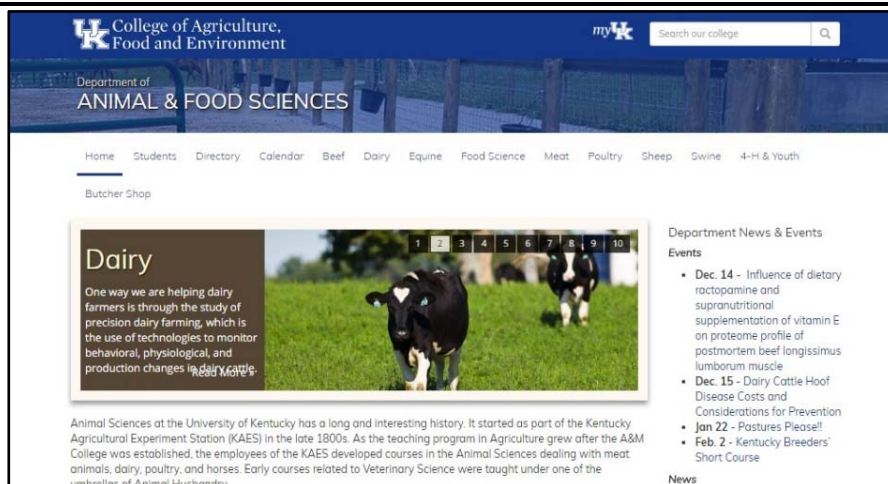 UK College of Agriculture,
Food and Environment
myUK
Search our college
Department of
ANIMAL & FOOD SCIENCES
Home Students Directory Calendar Beef Dairy Equine Food Science Meat Poultry Sheep Swine 4-H & Youth
Butcher Shop
1 2 3 4 5 6 7 8 9 10
Dairy
One way we are helping dairy
farmers is through the study of
precision dairy farming, which is
the use of technologies to monitor
behavioral, physiological, and
production changes in dairy cattle.
Read More
Animal Sciences at the University of Kentucky has a long and interesting history. It started as part of the Kentucky
Agricultural Experiment Station (KAES) in the late 1800s. As the teaching program in Agriculture grew after the A&M
College was established, the employees of the KAES developed courses in the Animal Sciences dealing with meat
animals, dairy, poultry, and horses. Early courses related to Veterinary Science were taught under one of the
umbrellas of Animal Husbandry
Department News & Events
Events
• Dec. 14 - Influence of dietary
ractopamine and
supranutritional
supplementation of vitamin E
on proteome profile of
postmortem beef longissimus
lumborum muscle
• Dec. 15 - Dairy Cattle Hoof
Disease Costs and
Considerations for Prevention
• Jan 22 - Pastures Please!!
• Feb. 2 - Kentucky Breeders'
Short Course
News